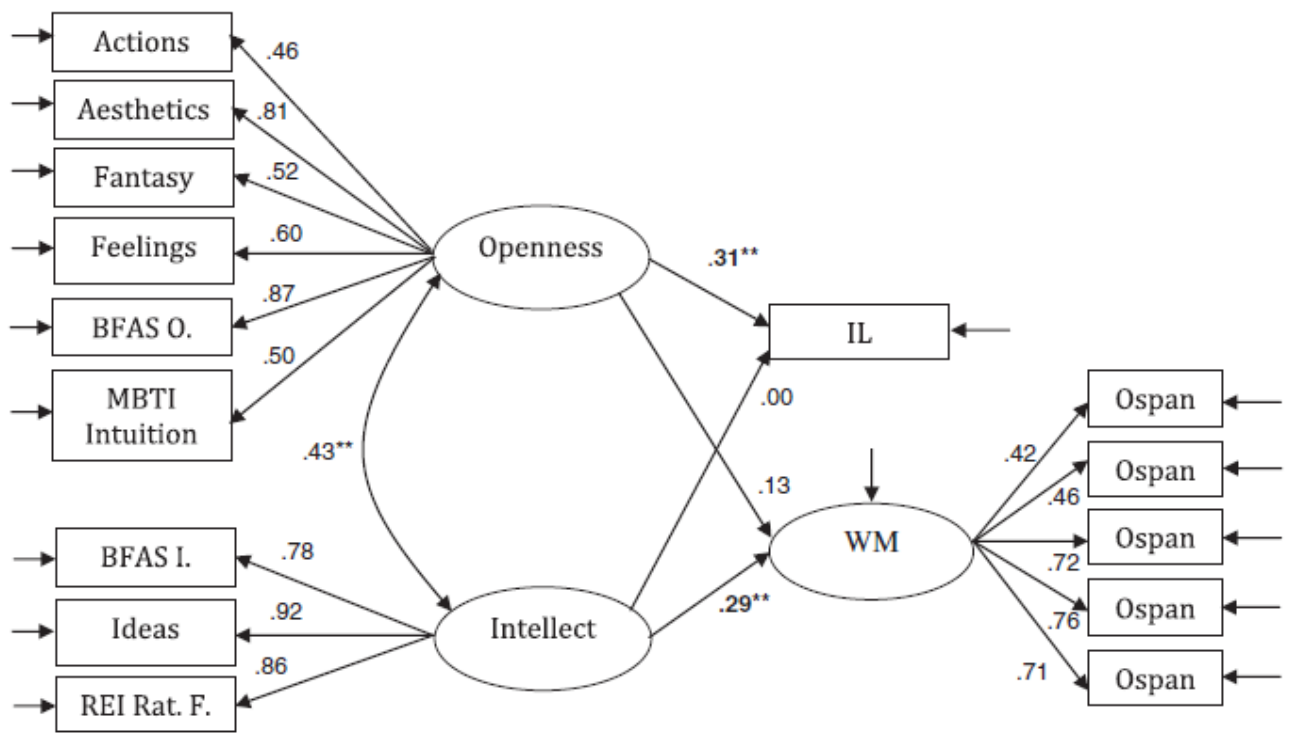 Actions
.46
Aesthetics
.81
Fantasy
.52
Feelings
.60
BFAS O.
.87
MBTI
Intuition
.50
Openness
.31**
IL
.00
.43**
.13
WM
.29**
BFAS I.
.78
Ideas
.92
REI Rat. F.
.86
Intellect
Ospan
.42
Ospan
.46
Ospan
.72
Ospan
.76
Ospan
.71